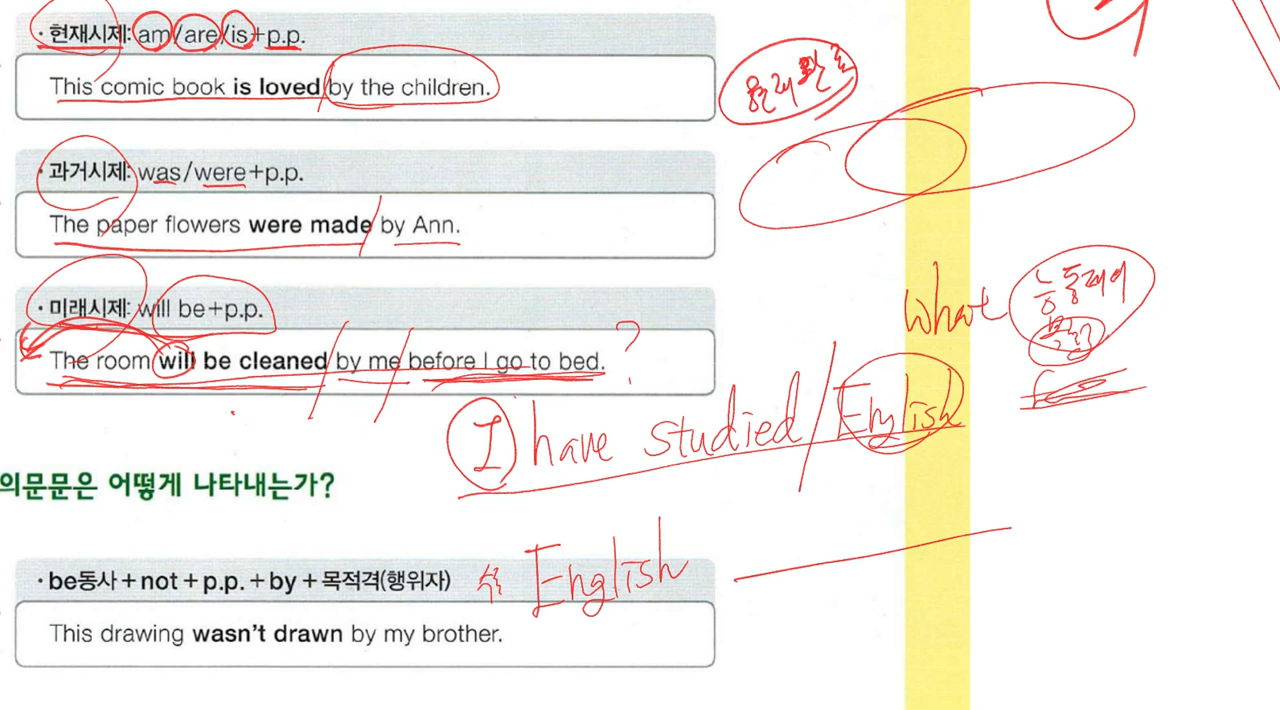 · 현재시제: am/are/is+p.p.
This comic book is loved by the children.
· 과거시제: was/were+p.p.
The paper flowers were made by Ann.
what 능동태이
· 미래시제: will be+p.p.
The room will be cleaned by me before I go to bed. ?
I have studied / English
의문문은 어떻게 나타내는가?
· be동사+not+p.p.+by+목적격(행위자)
English
This drawing wasn't drawn by my brother.